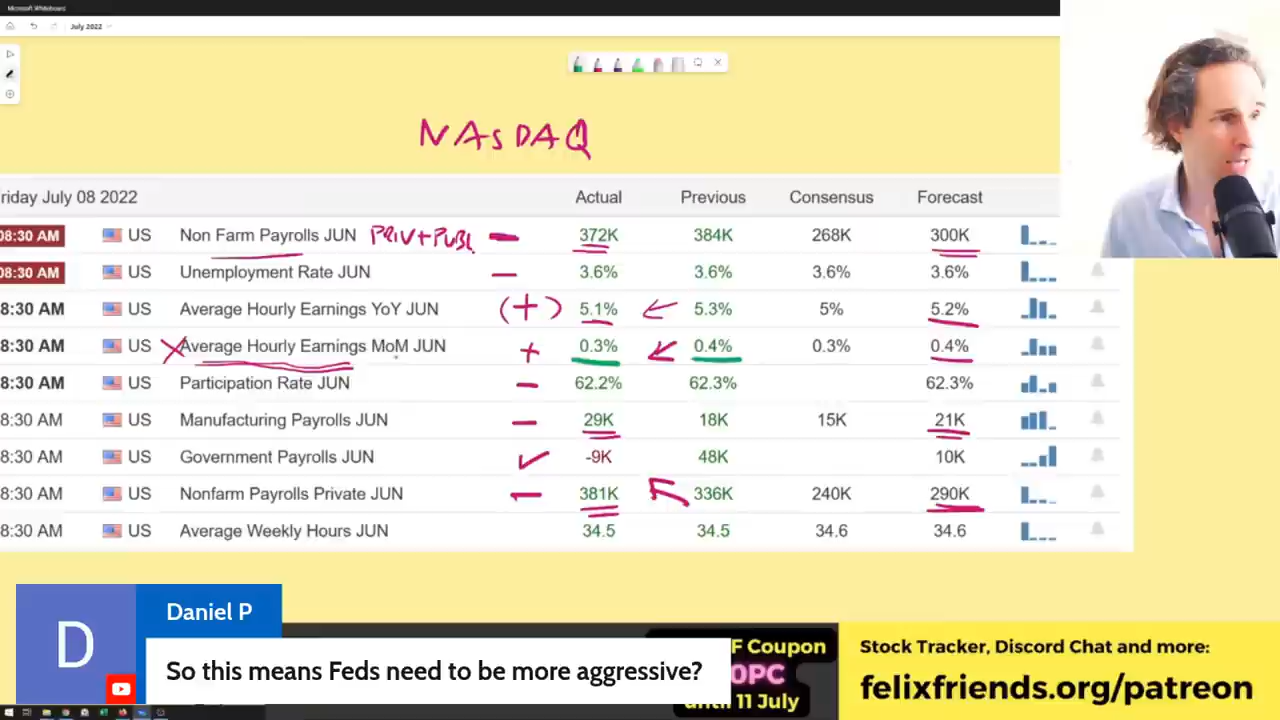 Microsoft Whiteboard
July 2022
NASDAQ
riday July 08 2022 Actual Previous Consensus Forecast
08:30 AM US Non Farm Payrolls JUN PRIV+PUBL 372K 384K 268K 300K
08:30 AM US Unemployment Rate JUN 3.6% 3.6% 3.6% 3.6%
8:30 AM US Average Hourly Earnings YoY JUN (+) 5.1% 5.3% 5% 5.2%
8:30 AM US Average Hourly Earnings MoM JUN + 0.3% 0.4% 0.3% 0.4%
8:30 AM US Participation Rate JUN 62.2% 62.3% 62.3%
8:30 AM US Manufacturing Payrolls JUN 29K 18K 15K 21K
8:30 AM US Government Payrolls JUN -9K 48K 10K
8:30 AM US Nonfarm Payrolls Private JUN 381K 336K 240K 290K
8:30 AM US Average Weekly Hours JUN 34.5 34.5 34.6 34.6
D
Daniel P
So this means Feds need to be more aggressive?
F Coupon
0PC
until 11 July
Stock Tracker, Discord Chat and more:
felixfriends.org/patreon